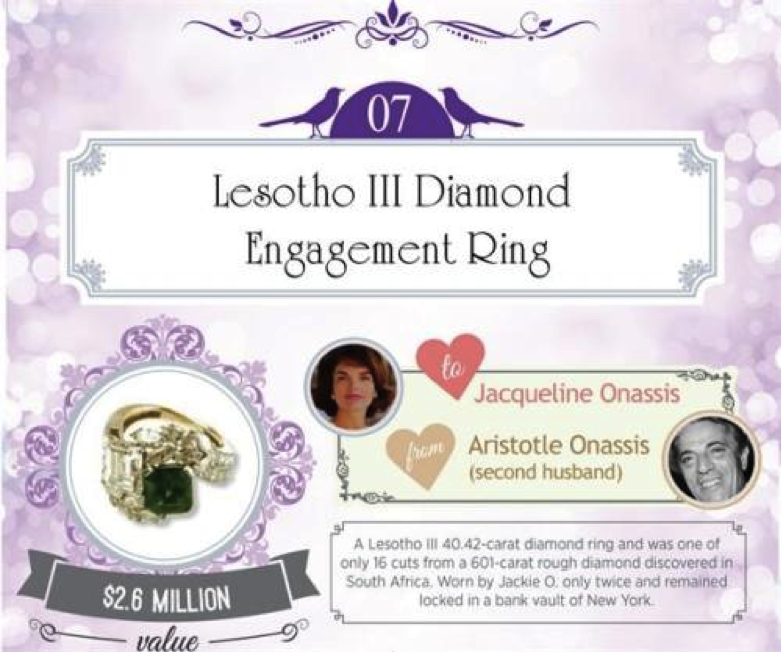 07
Lesotho III Diamond
Engagement Ring
to
Jacqueline Onassis
from
Aristotle Onassis
(second husband)
A Lesotho III 40.42-carat diamond ring and was one of
only 16 cuts from a 601-carat rough diamond discovered in
South Africa. Worn by Jackie O. only twice and remained
locked in a bank vault of New York.
$2.6 MILLION
value